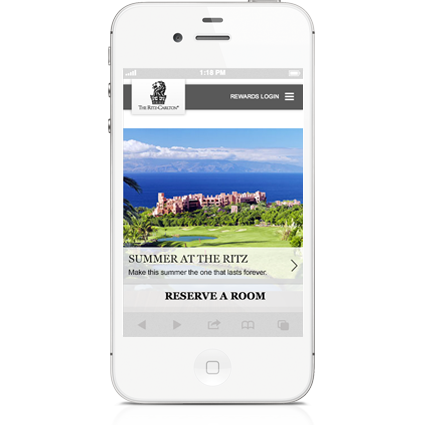 1:18 PM
THE RITZ-CARLTON®
REWARDS LOGIN
SUMMER AT THE RITZ
Make this summer the one that lasts forever.
RESERVE A ROOM